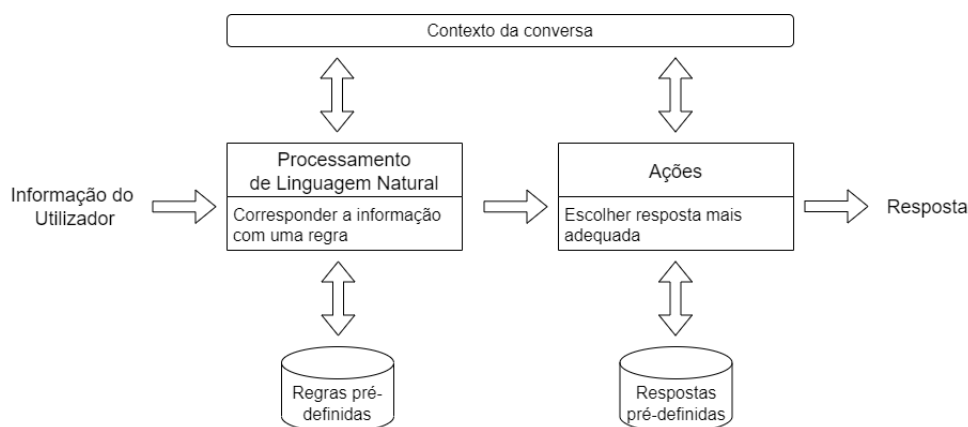 Contexto da conversa
Processamento
de Linguagem Natural
Ações
Informação do
Utilizador
Corresponder a informação
com uma regra
Escolher resposta mais
adequada
Resposta
Regras pré-
definidas
Respostas
pré-definidas